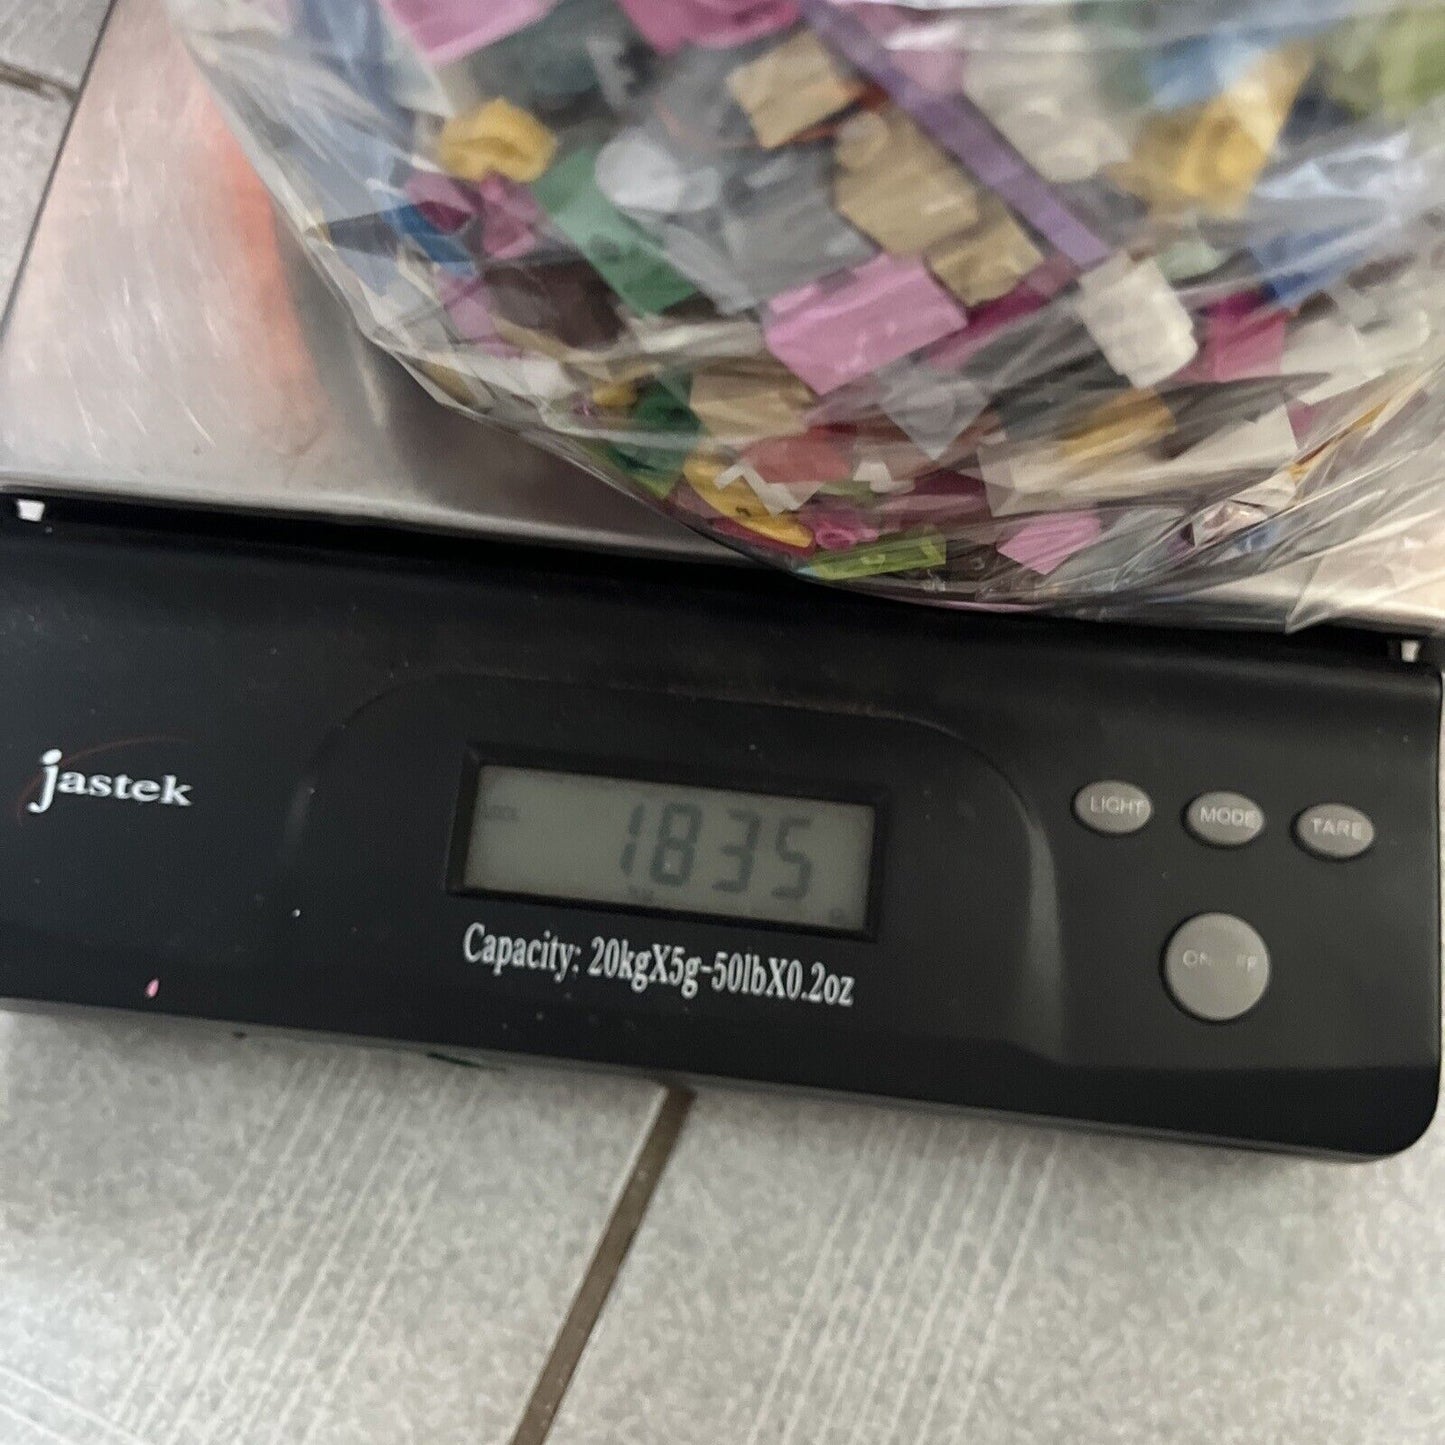 jastek
1835
Capacity: 20kgX5g-50lbX0.2oz
LIGHT
MODE
TARE